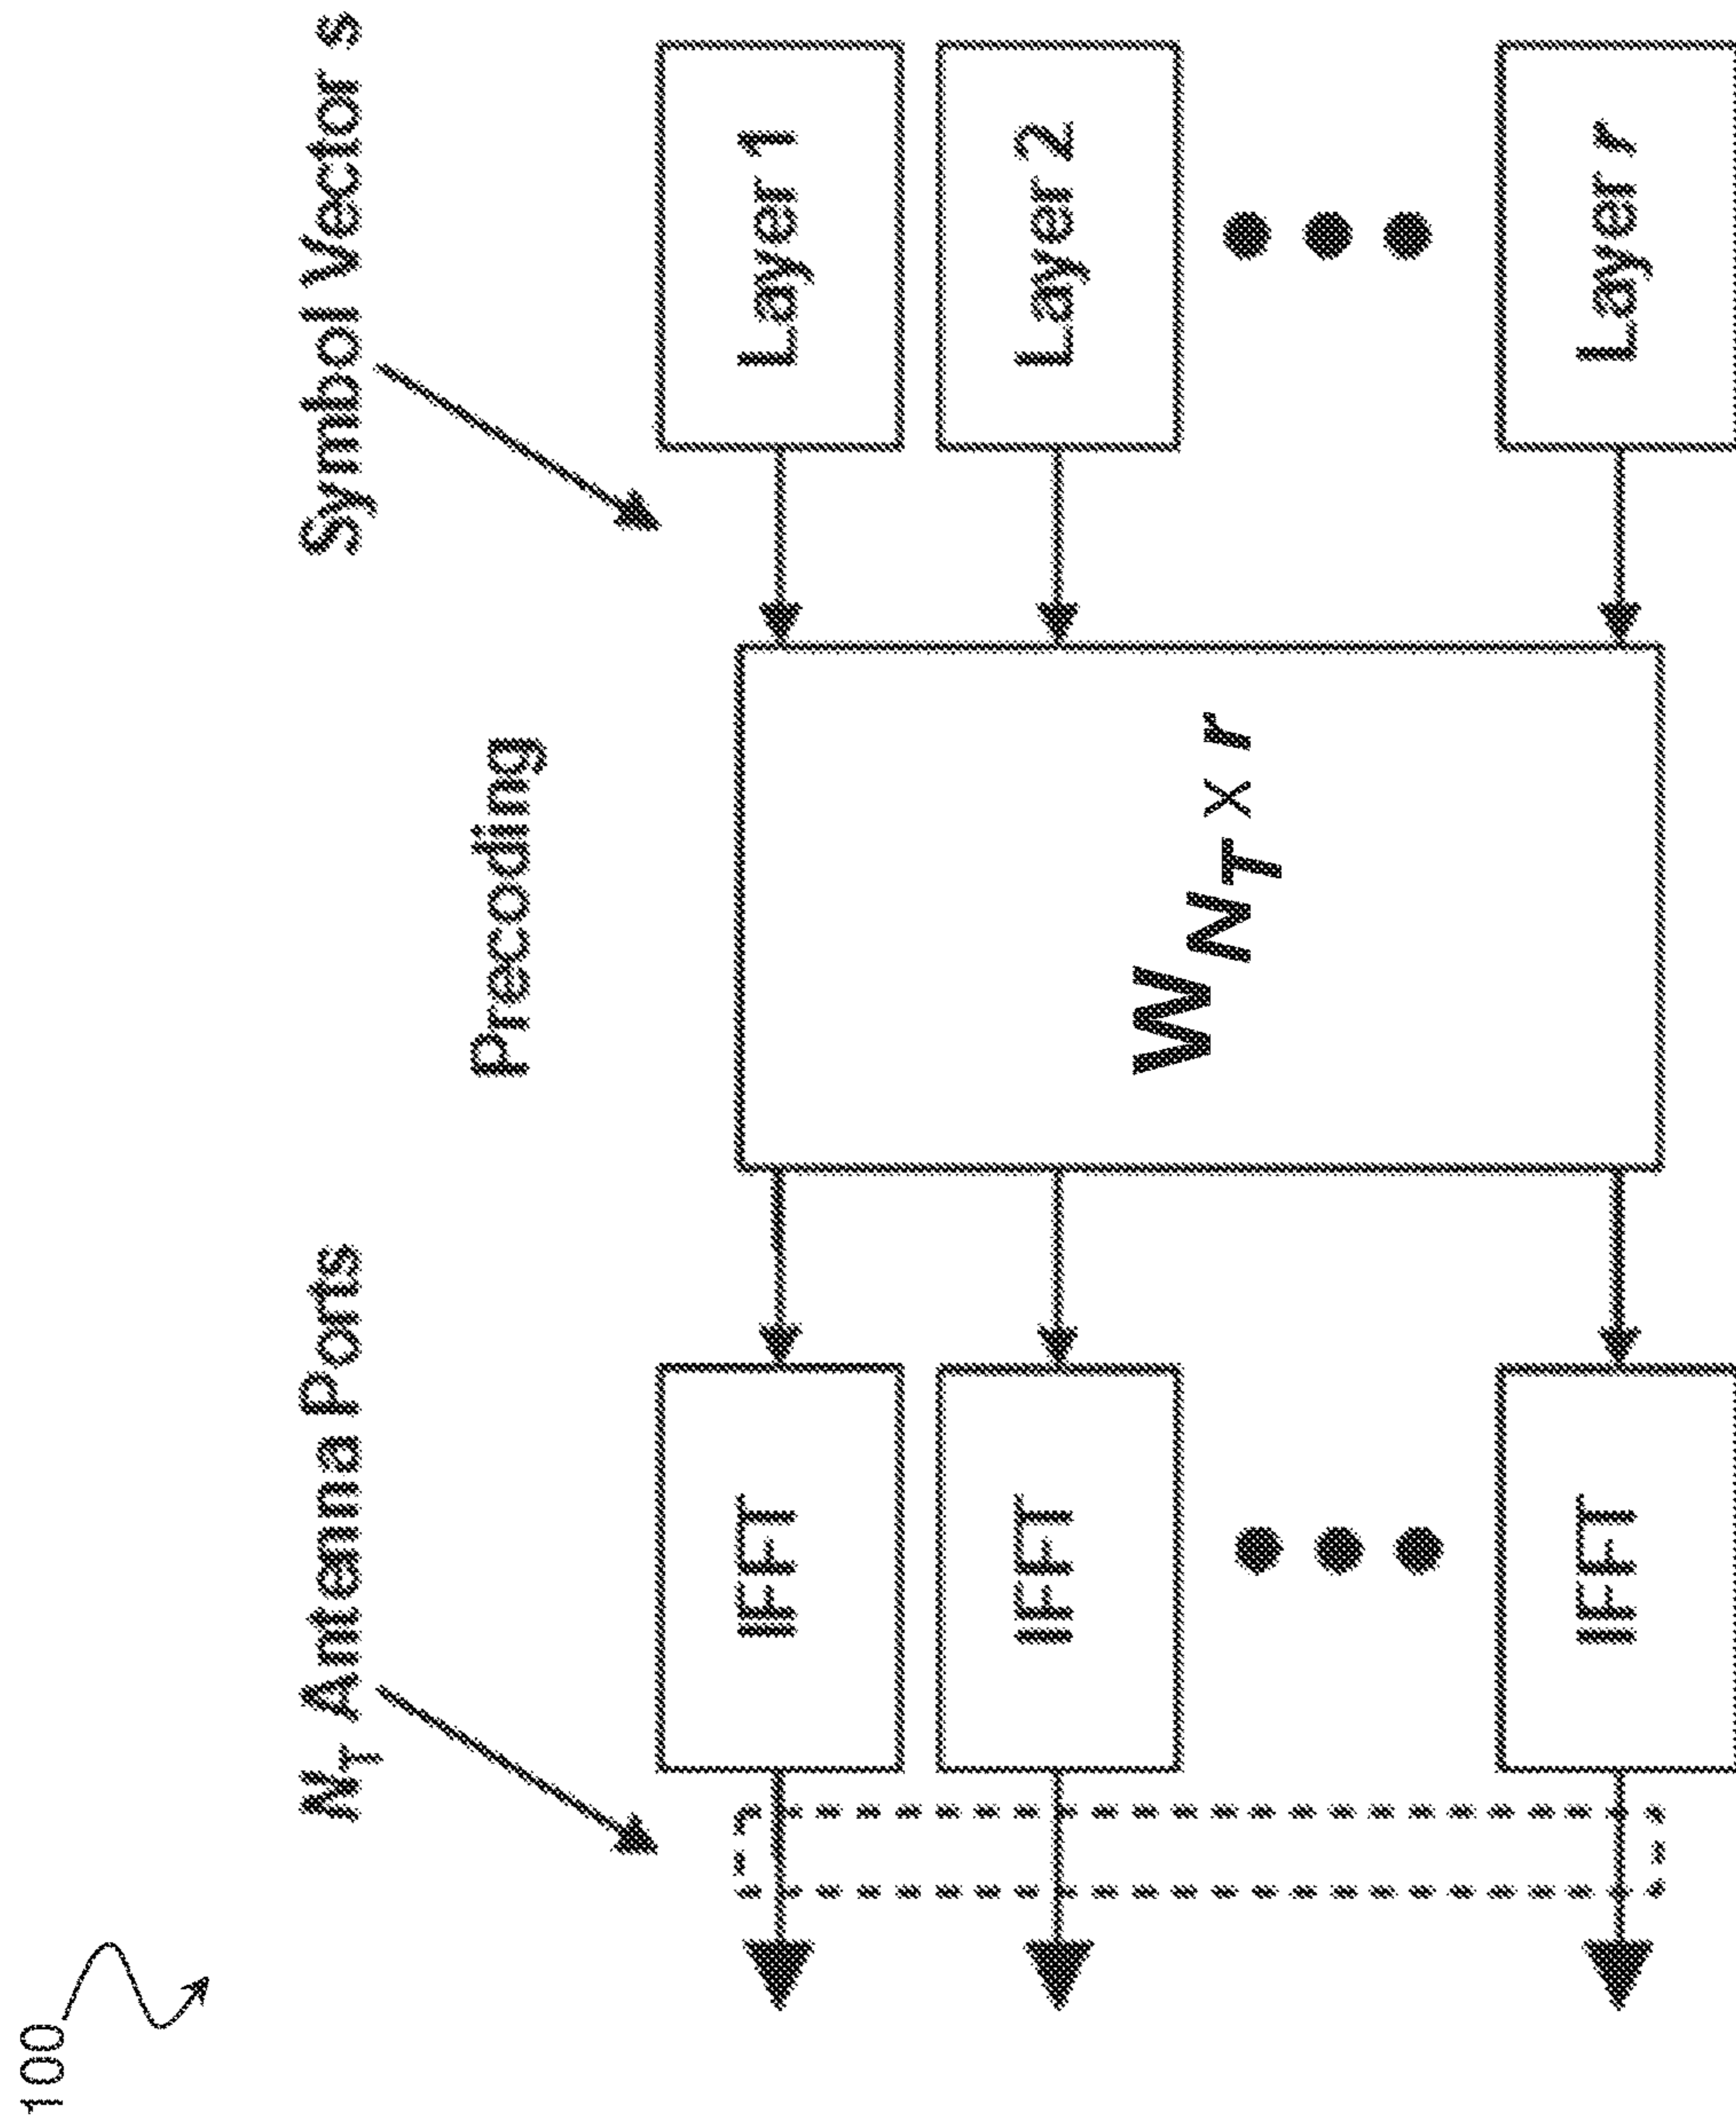 100
N_T Antenna Ports
Precoding
Symbol Vector s
IFFT
IFFT
IFFT
W_{N_T x r}
Layer 1
Layer 2
Layer r